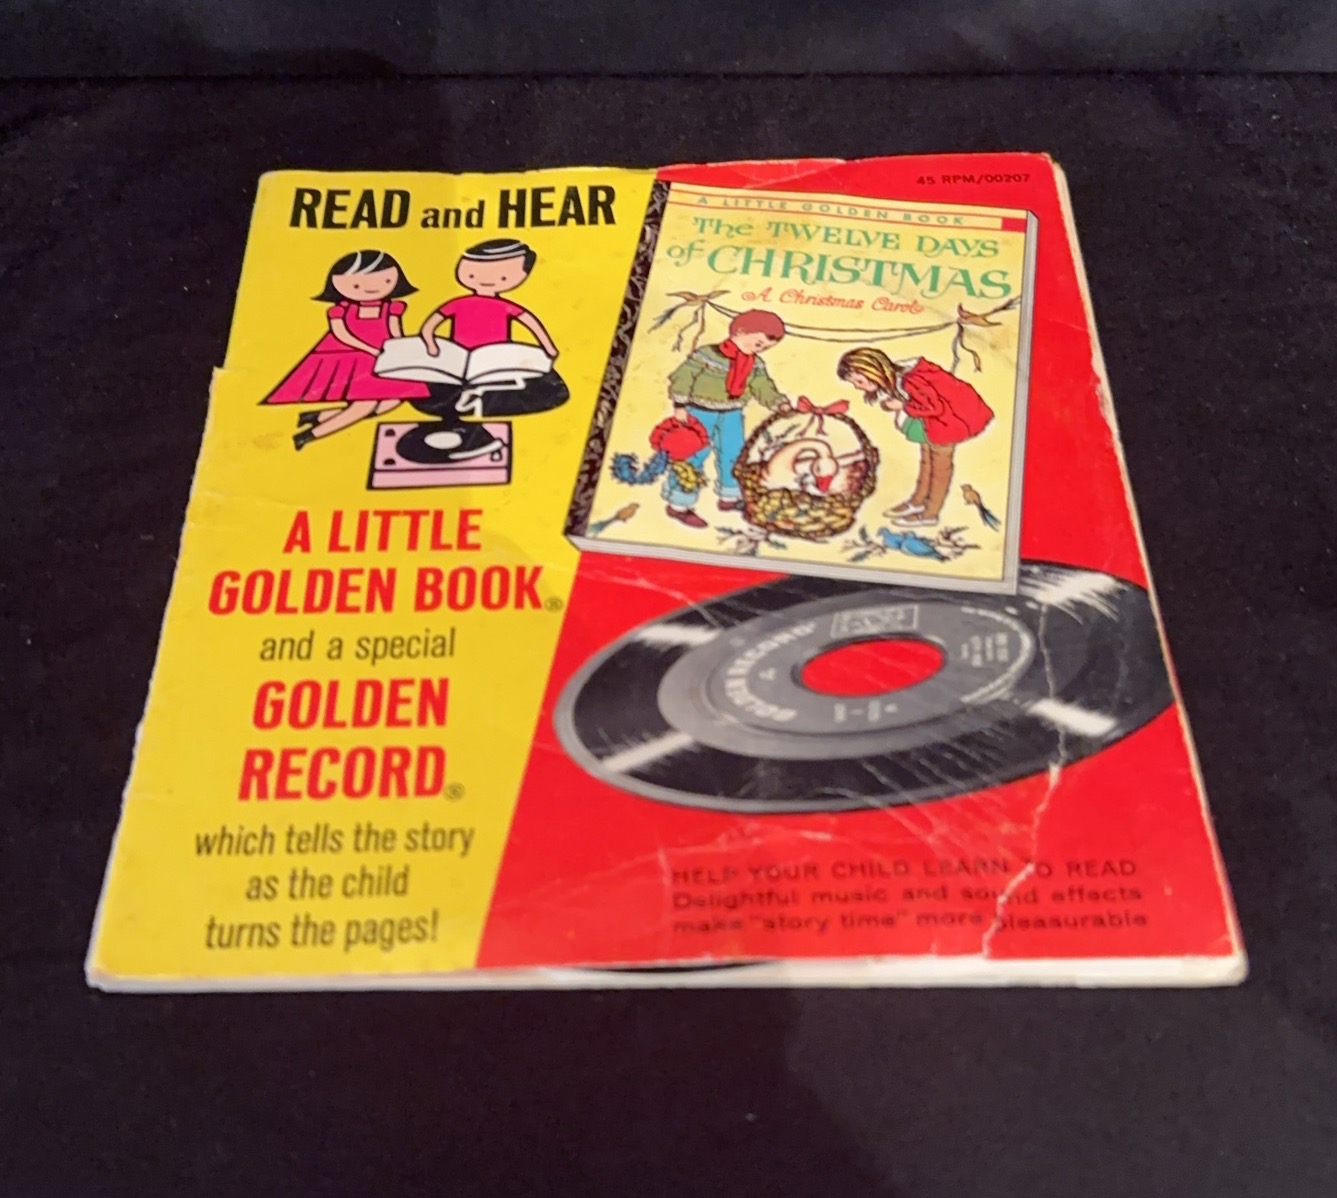 READ and HEAR
A LITTLE
GOLDEN BOOK®
and a special
GOLDEN
RECORD®
which tells the story
as the child
turns the pages!
45 RPM/00207
A LITTLE GOLDEN BOOK
The TWELVE DAYS
of CHRISTMAS
A Christmas Carol
GOLDEN RECORD
HELP YOUR CHILD LEARN TO READ
Delightful music and sound effects
make "story time" more pleasurable